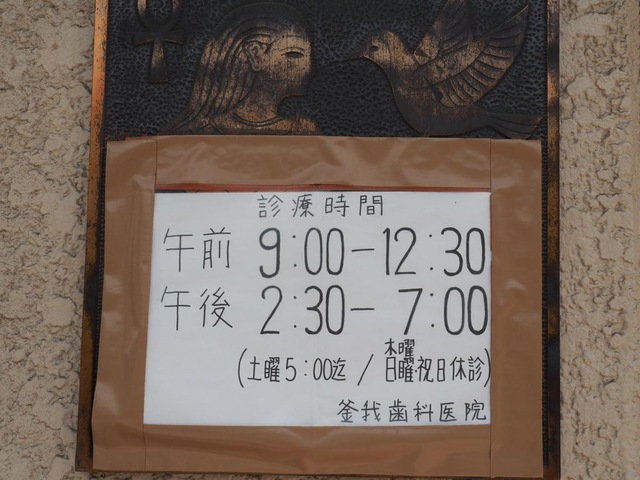 診療時間
午前 9:00-12:30
午後 2:30-7:00
木曜
(土曜5:00迄 / 日曜祝日休診)
釜我歯科医院